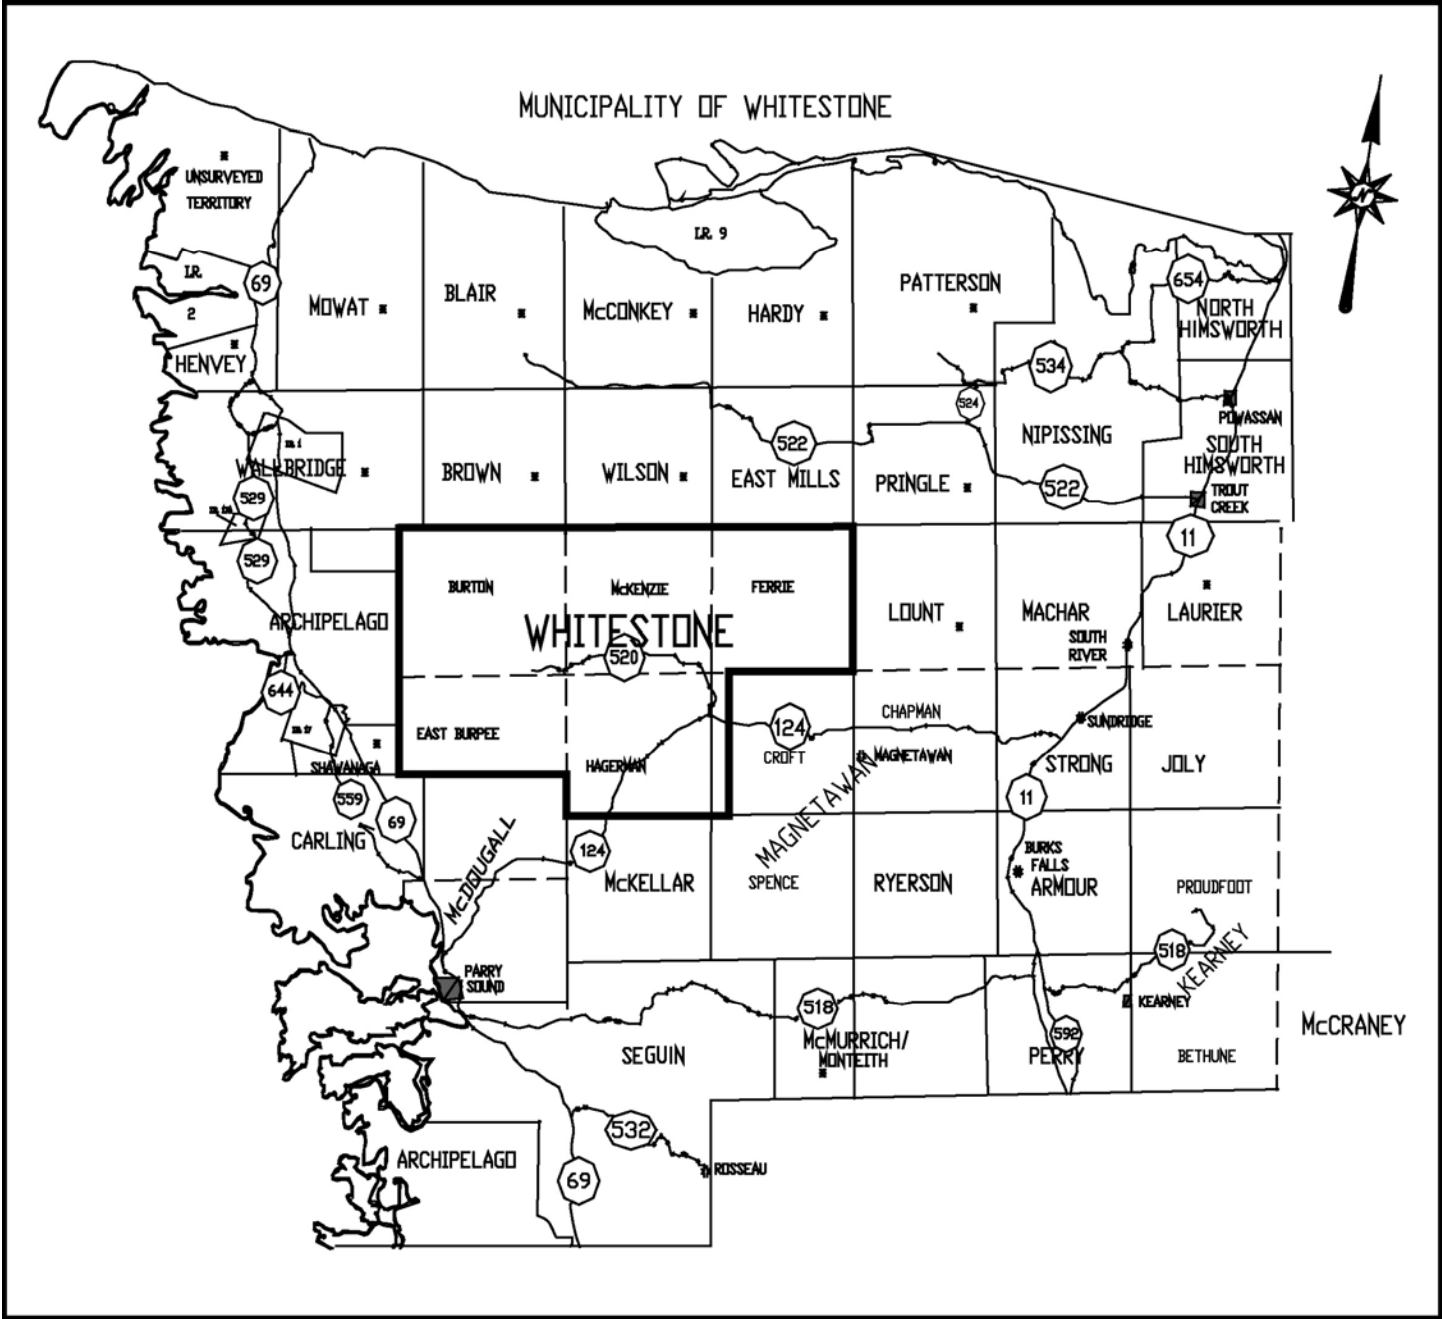 MUNICIPALITY OF WHITESTONE
UNSURVEYED
TERRITORY
N
I.R. 9
I.R.
2
69
654
PATTERSON
BLAIR
MOWAT
McCONKEY
HARDY
NORTH
HIMSWORTH
HENVEY
534
524
POWASSAN
NIPISSING
522
SOUTH
HIMSWORTH
WALLBRIDGE
BROWN
WILSON
EAST MILLS
PRINGLE
522
529
TROUT
CREEK
11
529
BURTON
McKENZIE
FERRIE
ARCHIPELAGO
WHITESTONE
LOUNT
MACHAR
LAURIER
SOUTH
RIVER
520
644
CHAPMAN
SUNDRIDGE
124
EAST BURPEE
CROFT
MAGNETAWAN
HAGERMAN
SHAWANAGA
STRONG
JOLY
MAGNETAWAN
559
69
11
CARLING
124
McDOUGALL
McKELLAR
SPENCE
RYERSON
BURKS
FALLS
ARMOUR
PROUDFOOT
518
KEARNEY
PARRY
SOUND
518
KEARNEY
McCRANEY
SEGUIN
McMURRICH/
MONTEITH
592
PERRY
BETHUNE
532
ARCHIPELAGO
69
ROSSEAU